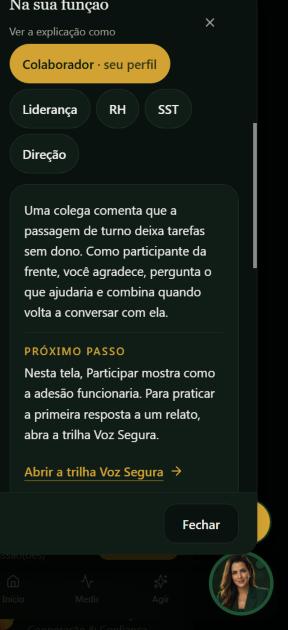 Na sua função
×
Ver a explicação como
Colaborador · seu perfil
Liderança
RH
SST
Direção
Uma colega comenta que a
passagem de turno deixa tarefas
sem dono. Como participante da
frente, você agradece, pergunta o
que ajudaria e combina quando
volta a conversar com ela.
PRÓXIMO PASSO
Nesta tela, Participar mostra como
a adesão funcionaria. Para praticar
a primeira resposta a um relato,
abra a trilha Voz Segura.
Abrir a trilha Voz Segura →
Fechar
Início
Medir
Agir